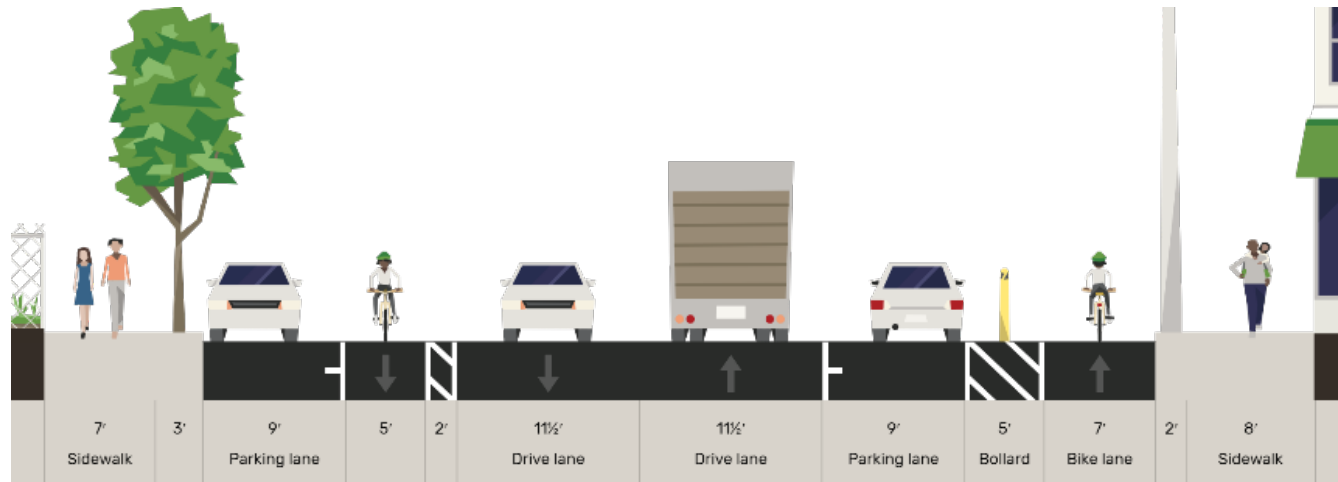 7′ 3′ 9′ 5′ 2′ 11½′ 11½′ 9′ 5′ 7′ 2′ 8′
Sidewalk Parking lane Drive lane Drive lane Parking lane Bollard Bike lane Sidewalk